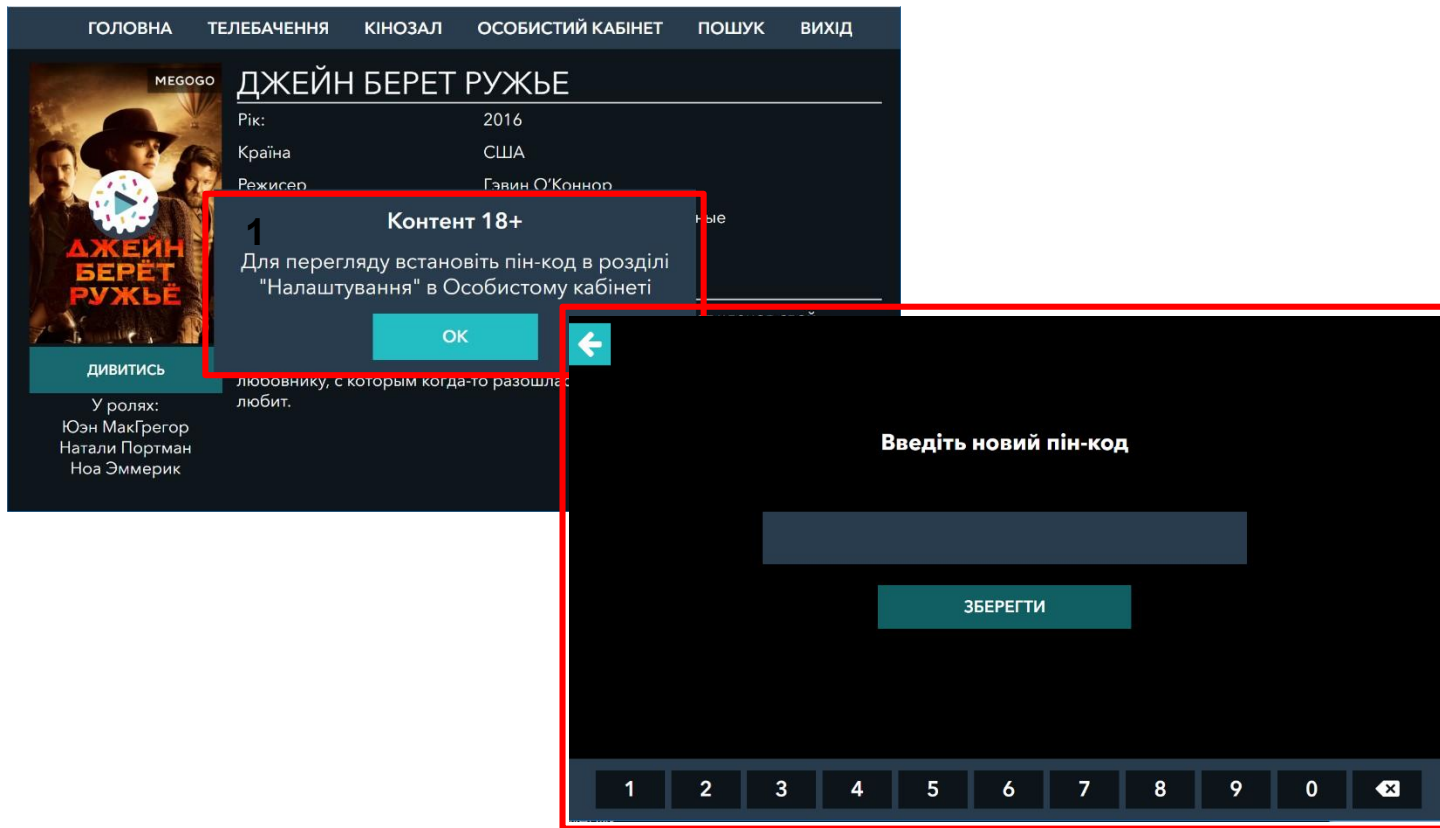 ГОЛОВНА ТЕЛЕБАЧЕННЯ КІНОЗАЛ ОСОБИСТИЙ КАБІНЕТ ПОШУК ВИХІД
MEGOGO
ДЖЕЙН
БЕРЁТ
РУЖЬЁ
ДИВИТИСЬ
У ролях:
Юэн МакГрегор
Натали Портман
Ноа Эммерик
ДЖЕЙН БЕРЕТ РУЖЬЕ
Рік: 2016
Країна США
Режисер Гэвин О'Коннор
1
Контент 18+
Для перегляду встановіть пін-код в розділі
"Налаштування" в Особистому кабінеті
ОК
любовнику, с которым когда-то
любит.
Введіть новий пін-код
ЗБЕРЕГТИ
1 2 3 4 5 6 7 8 9 0